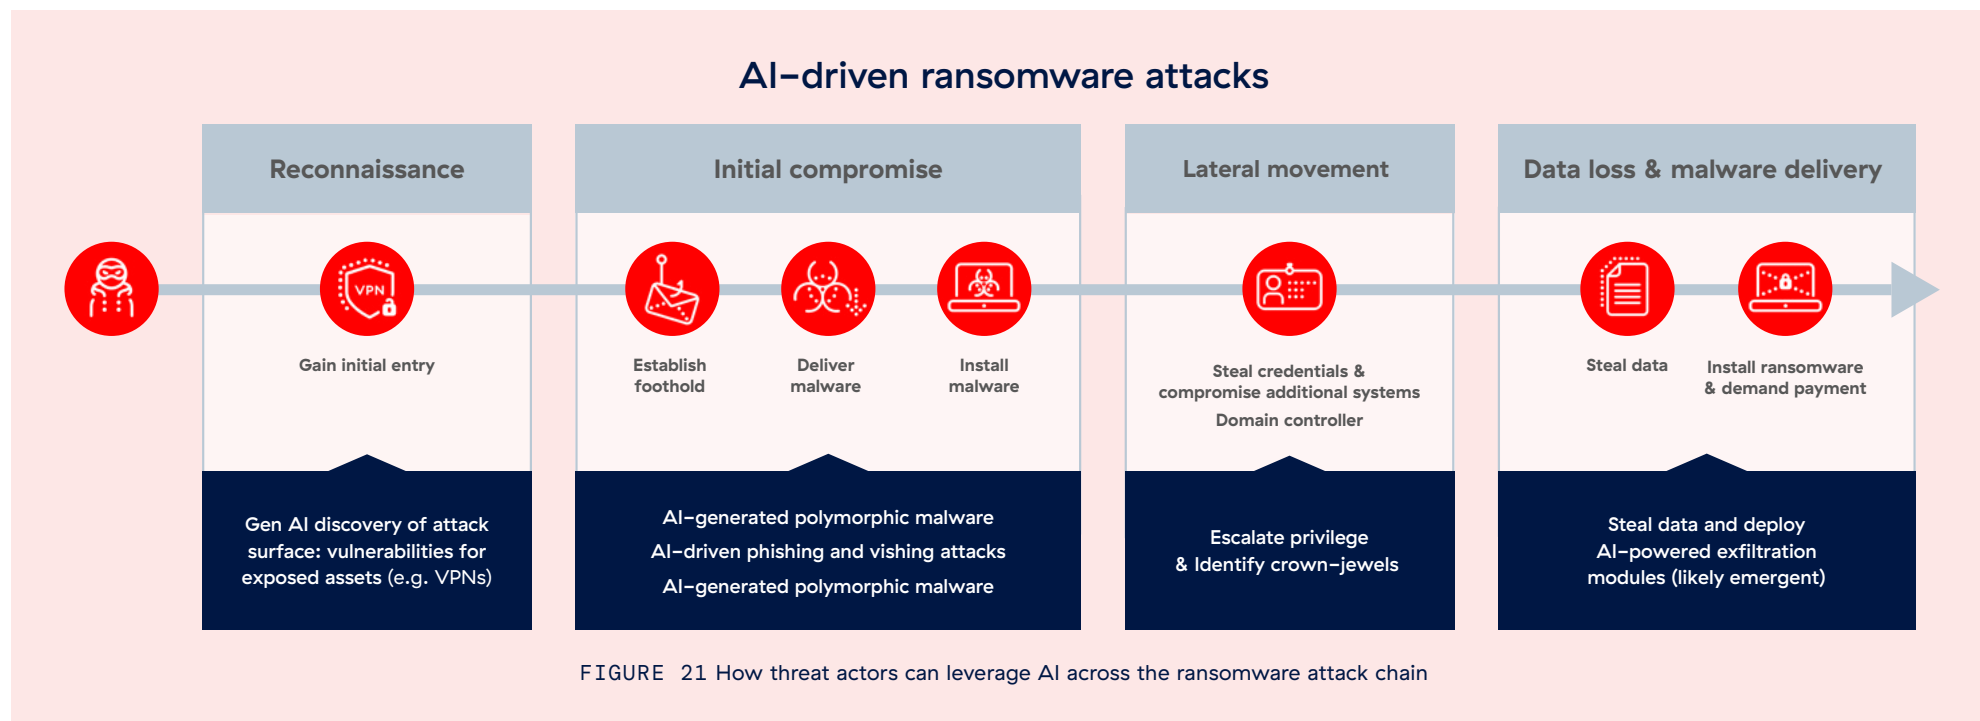 AI-driven ransomware attacks
Reconnaissance
VPN
Gain initial entry
Gen AI discovery of attack
surface: vulnerabilities for
exposed assets (e.g. VPNs)
Initial compromise
Establish
foothold
Deliver
malware
Install
malware
AI-generated polymorphic malware
AI-driven phishing and vishing attacks
AI-generated polymorphic malware
Lateral movement
Steal credentials &
compromise additional systems
Domain controller
Escalate privilege
& Identify crown-jewels
Data loss & malware delivery
Steal data
Install ransomware
& demand payment
Steal data and deploy
AI-powered exfiltration
modules (likely emergent)
FIGURE 21 How threat actors can leverage AI across the ransomware attack chain